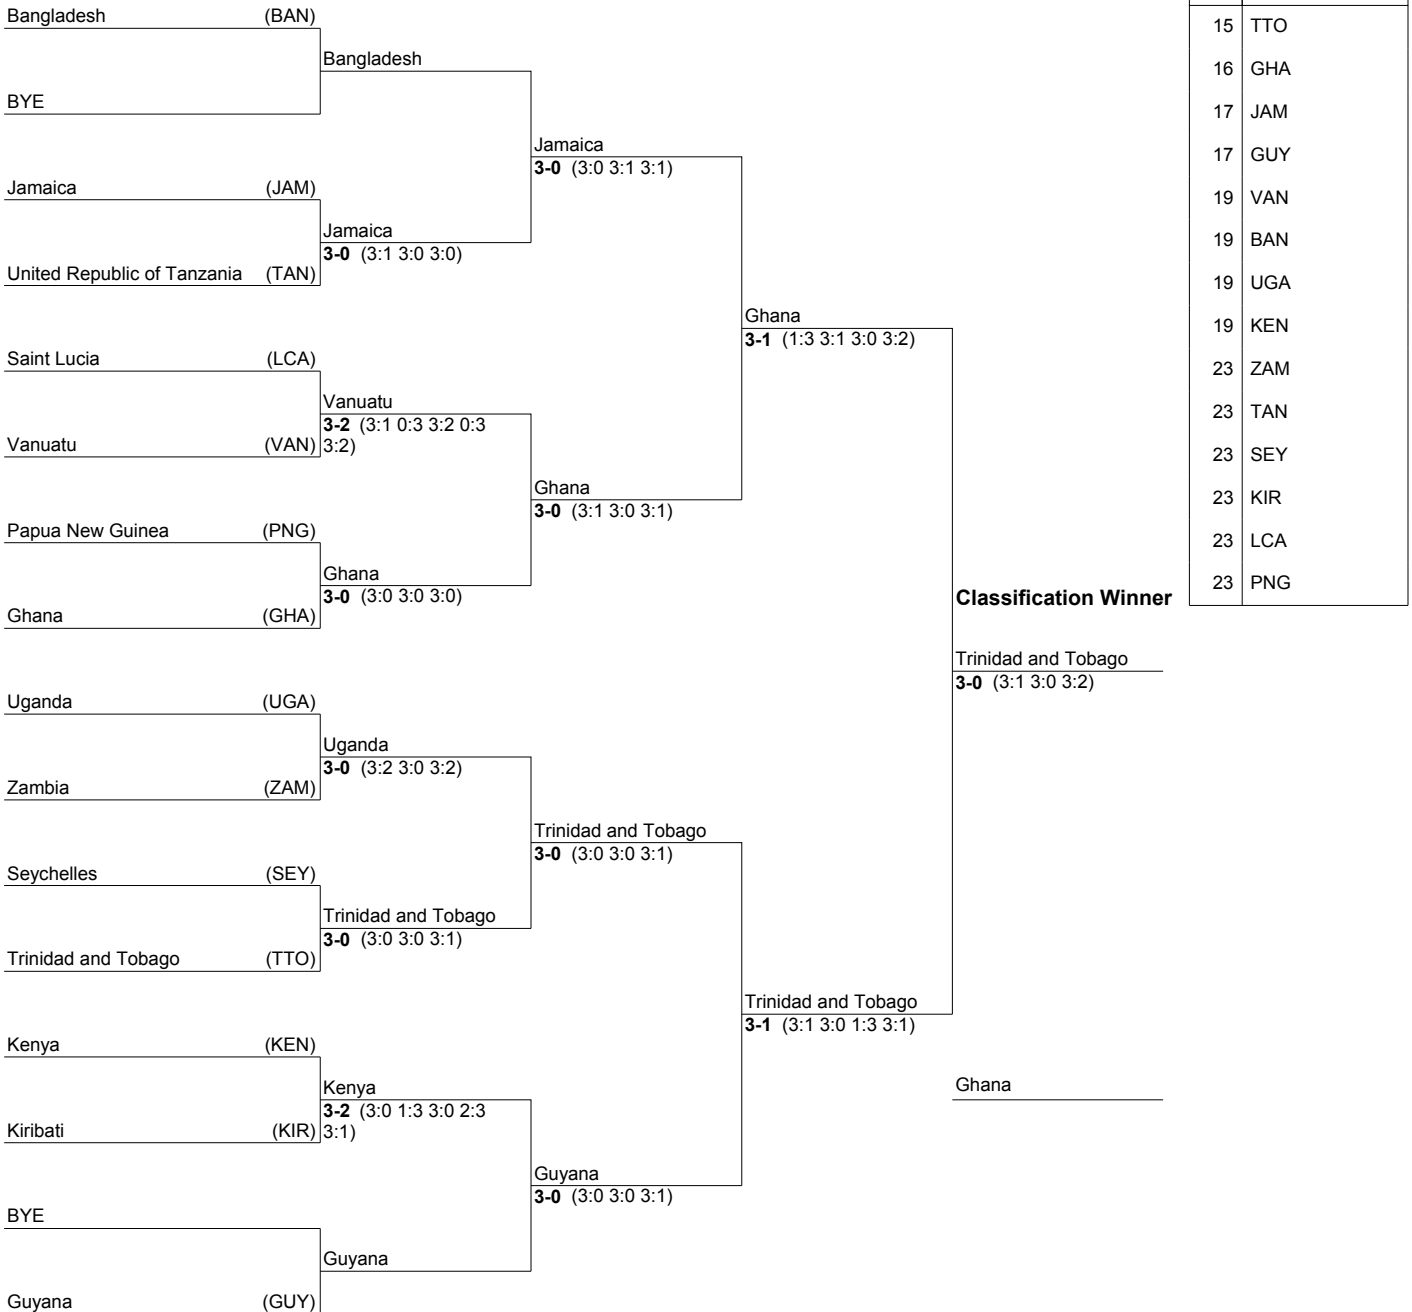 Bangladesh (BAN)
BYE
Jamaica (JAM)
United Republic of Tanzania (TAN)
Saint Lucia (LCA)
Vanuatu (VAN)
Papua New Guinea (PNG)
Ghana (GHA)
Uganda (UGA)
Zambia (ZAM)
Seychelles (SEY)
Trinidad and Tobago (TTO)
Kenya (KEN)
Kiribati (KIR)
BYE
Guyana (GUY)
Bangladesh
Jamaica
3-0 (3:1 3:0 3:0)
Vanuatu
3-2 (3:1 0:3 3:2 0:3
3:2)
Ghana
3-0 (3:0 3:0 3:0)
Uganda
3-0 (3:2 3:0 3:2)
Trinidad and Tobago
3-0 (3:0 3:0 3:1)
Kenya
3-2 (3:0 1:3 3:0 2:3
3:1)
Guyana
Jamaica
3-0 (3:0 3:1 3:1)
Ghana
3-0 (3:1 3:0 3:1)
Trinidad and Tobago
3-0 (3:0 3:0 3:1)
Guyana
3-0 (3:0 3:0 3:1)
Ghana
3-1 (1:3 3:1 3:0 3:2)
Trinidad and Tobago
3-1 (3:1 3:0 1:3 3:1)
Classification Winner
Trinidad and Tobago
3-0 (3:1 3:0 3:2)
Ghana
15 TTO
16 GHA
17 JAM
17 GUY
19 VAN
19 BAN
19 UGA
19 KEN
23 ZAM
23 TAN
23 SEY
23 KIR
23 LCA
23 PNG